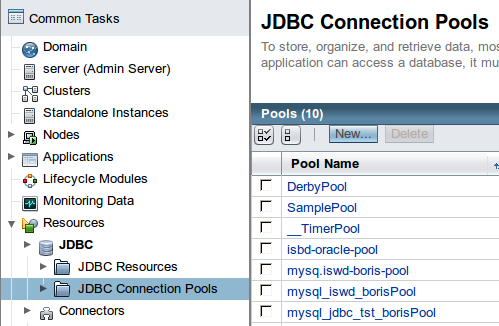 Common Tasks
Domain
server (Admin Server)
Clusters
Standalone Instances
Nodes
Applications
Lifecycle Modules
Monitoring Data
Resources
JDBC
JDBC Resources
JDBC Connection Pools
Connectors
JDBC Connection Pools
To store, organize, and retrieve data, mos
application can access a database, it mu
Pools (10)
New...
Delete
Pool Name
DerbyPool
SamplePool
__TimerPool
isbd-oracle-pool
mysq.iswd-boris-pool
mysql_iswd_borisPool
mysql_jdbc_tst_borisPool